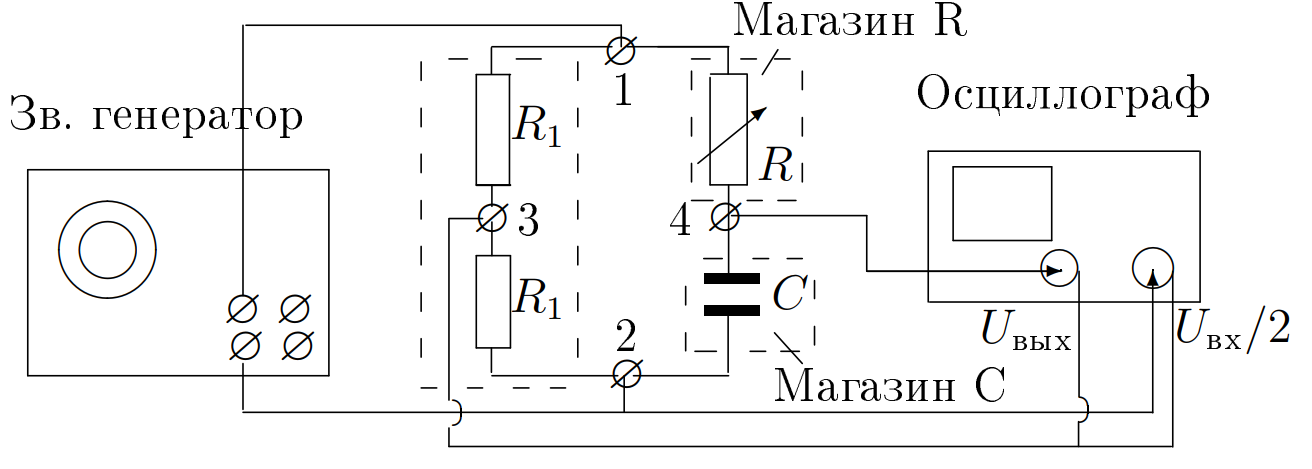 Магазин R
Зв. генератор
Осциллограф
1
R₁
R
3
4
R₁
C
2
Uвых
Uвх/2
Магазин C